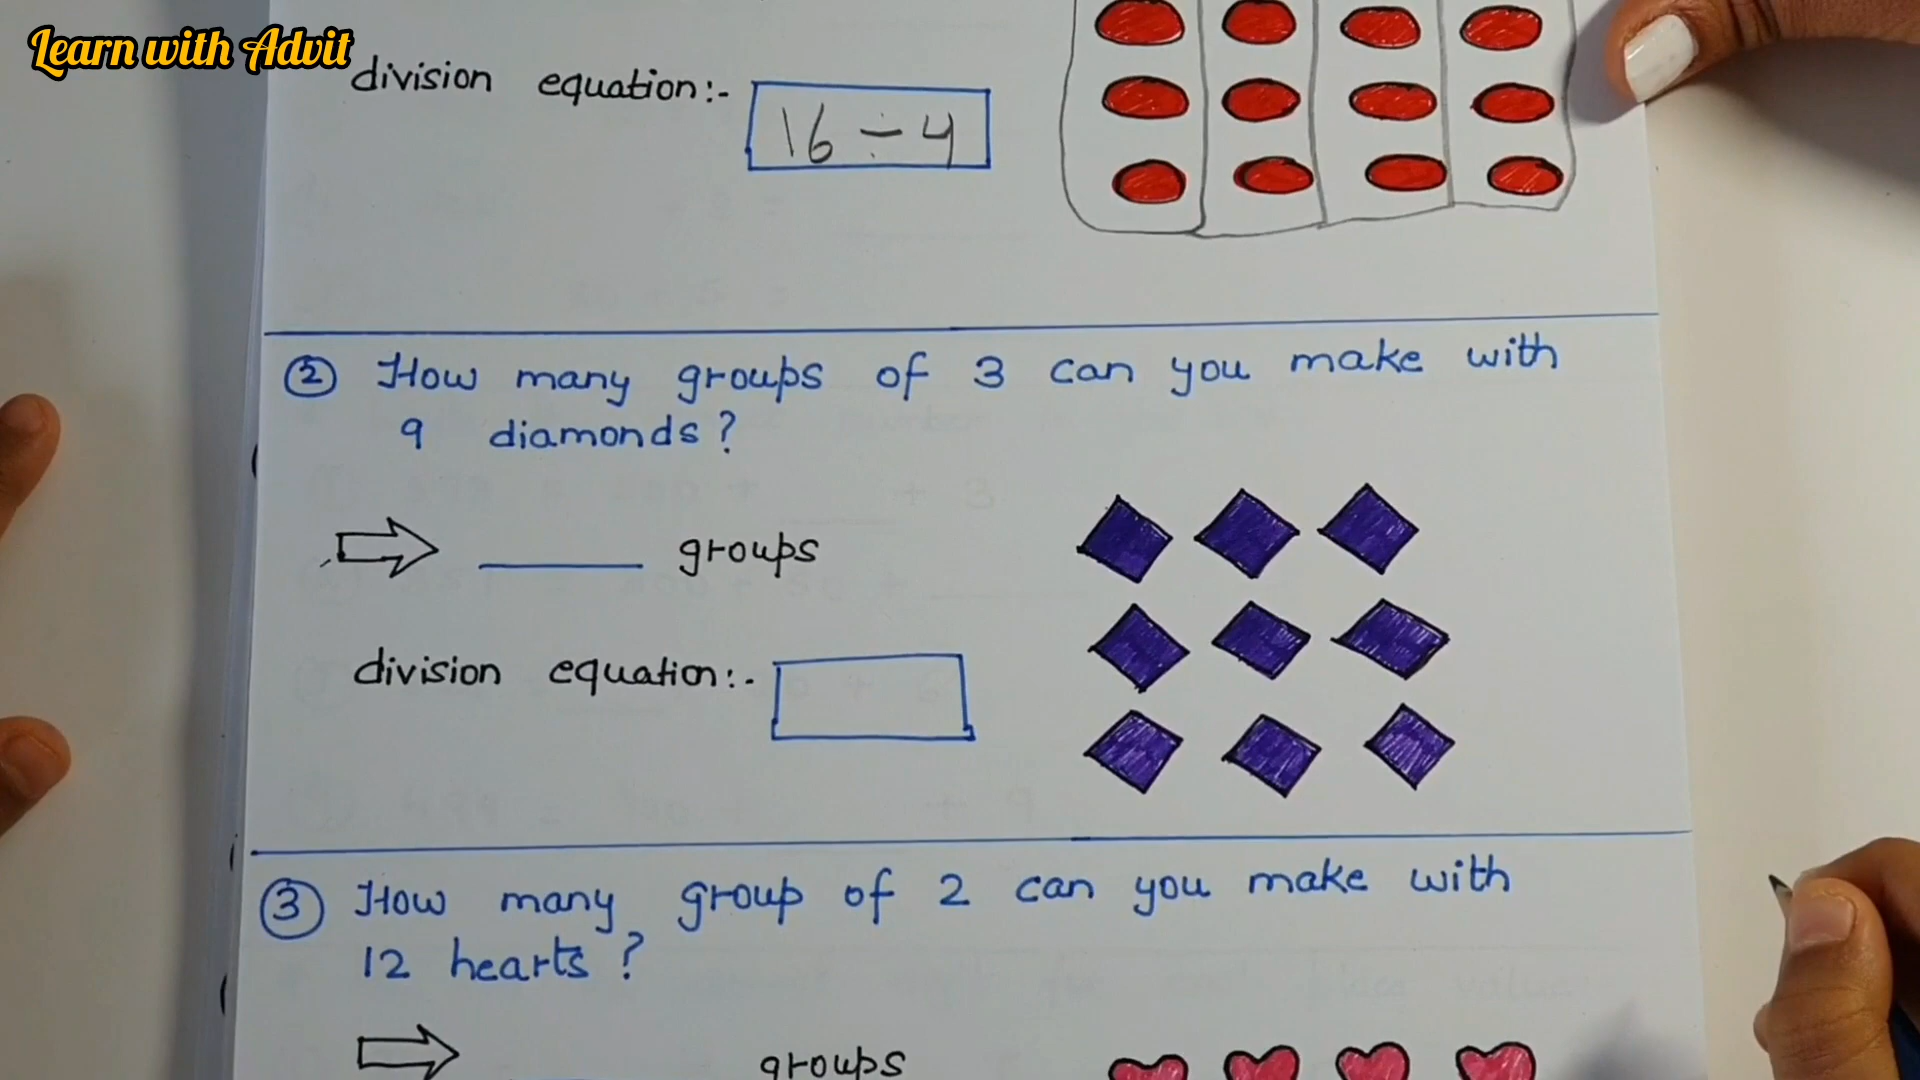 Learn with Advit
division equation:- 16 ÷ 4
② How many groups of 3 can you make with
9 diamonds?
groups
division equation:-
③ How many group of 2 can you make with
12 hearts?
groups